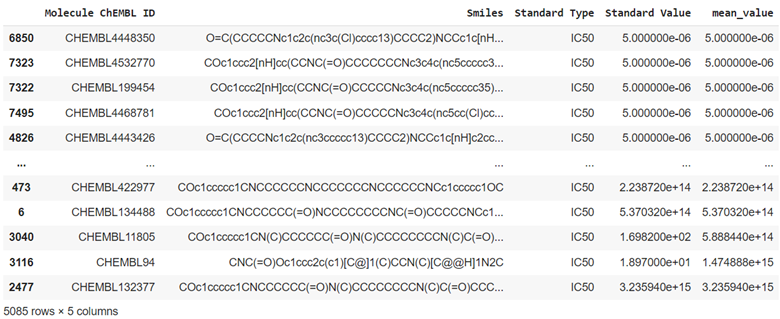 Molecule ChEMBL ID Smiles Standard Type Standard Value mean_value
6850 CHEMBL4448350 O=C(CCCCCNc1c2c(nc3c(Cl)cccc13)CCCC2)NCCc1c[nH... IC50 5.000000e-06 5.000000e-06
7323 CHEMBL4532770 COc1ccc2[nH]cc(CCNC(=O)CCCCCCCNc3c4c(nc5ccccc3... IC50 5.000000e-06 5.000000e-06
7322 CHEMBL199454 COc1ccc2[nH]cc(CCNC(=O)CCCCCNc3c4c(nc5ccccc35)... IC50 5.000000e-06 5.000000e-06
7495 CHEMBL4468781 COc1ccc2[nH]cc(CCNC(=O)CCCCCNc3c4c(nc5cc(Cl)cc... IC50 5.000000e-06 5.000000e-06
4826 CHEMBL4443426 O=C(CCCCNc1c2c(nc3ccccc13)CCCC2)NCCc1c[nH]c2cc... IC50 5.000000e-06 5.000000e-06
... ... ... ... ... ...
473 CHEMBL422977 COc1ccccc1CNCCCCCCNCCCCCCCNCCCCCCNCc1ccccc1OC IC50 2.238720e+14 2.238720e+14
6 CHEMBL134488 COc1ccccc1CNCCCCCC(=O)NCCCCCCCCNC(=O)CCCCCNCc1... IC50 5.370320e+14 5.370320e+14
3040 CHEMBL11805 COc1ccccc1CN(C)CCCCCC(=O)N(C)CCCCCCCCN(C)C(=O)... IC50 1.698200e+02 5.888440e+14
3116 CHEMBL94 CNC(=O)Oc1ccc2c(c1)[C@]1(C)CCN(C)[C@@H]1N2C IC50 1.897000e+01 1.474888e+15
2477 CHEMBL132377 COc1ccccc1CNCCCCCC(=O)N(C)CCCCCCCCN(C)C(=O)CCC... IC50 3.235940e+15 3.235940e+15
5085 rows × 5 columns